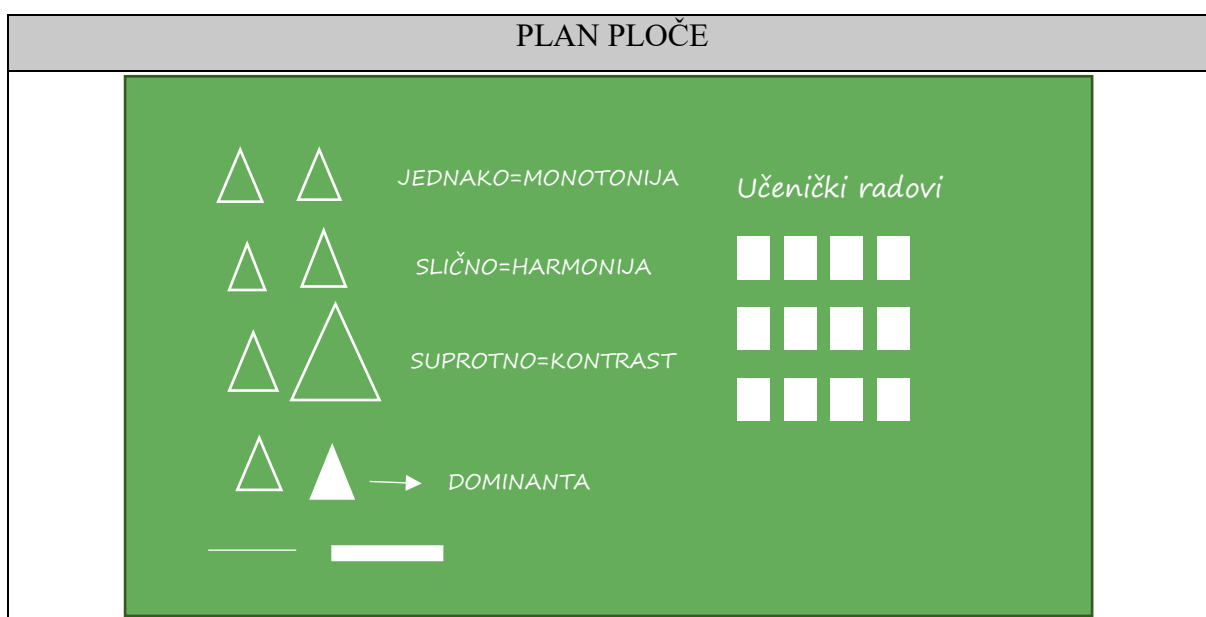 PLAN PLOČE
JEDNAKO=MONOTONIJA
SLIČNO=HARMONIJA
SUPROTNO=KONTRAST
DOMINANTA
Učenički radovi